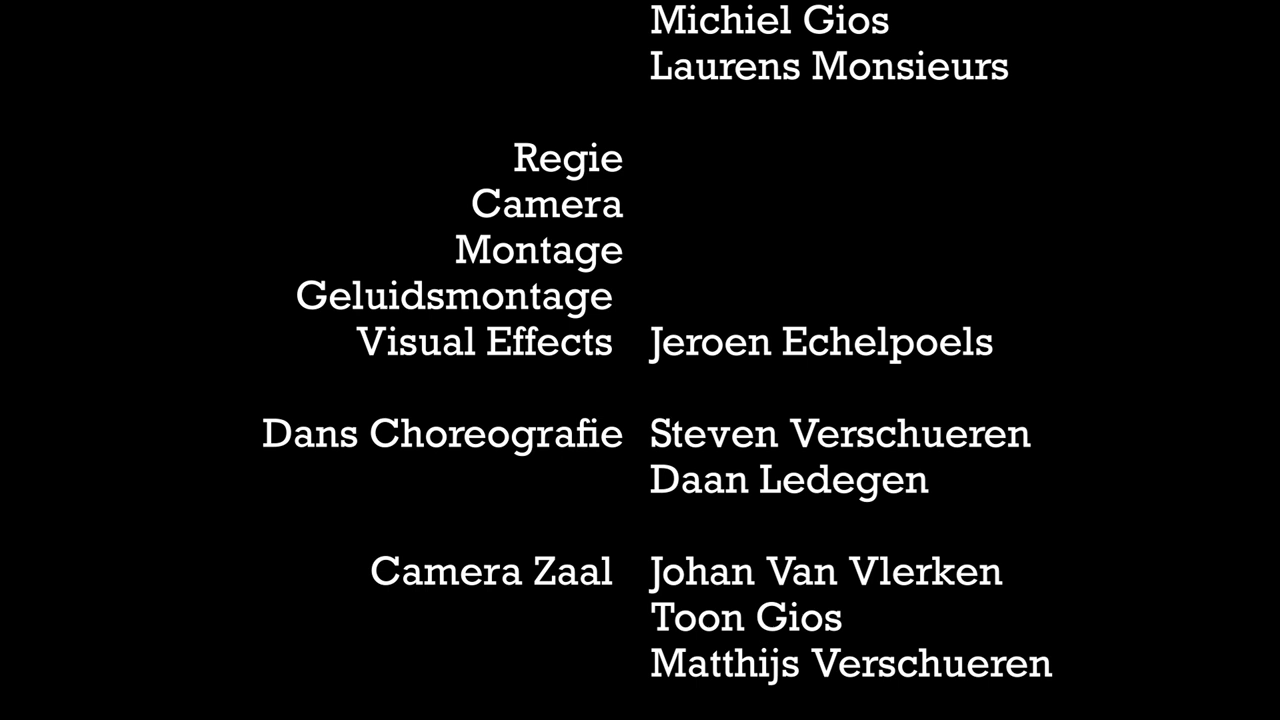 Michiel Gios
Laurens Monsieurs
Regie
Camera
Montage
Geluidsmontage
Visual Effects Jeroen Echelpoels
Dans Choreografie Steven Verschueren
Daan Ledegen
Camera Zaal Johan Van Vlerken
Toon Gios
Matthijs Verschueren